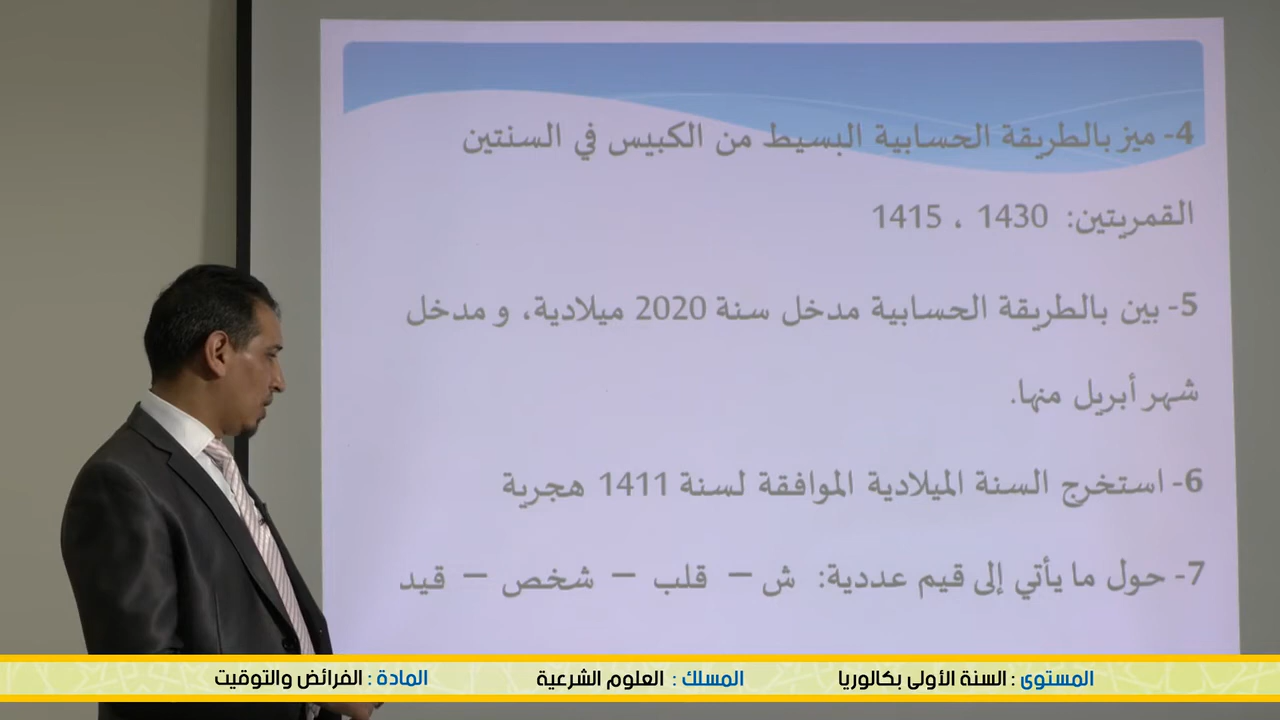 4- ميز بالطريقة الحسابية البسيط من الكبيس في السنتين
القمريتين: 1430 ، 1415
5- بين بالطريقة الحسابية مدخل سنة 2020 ميلادية، و مدخل
شهر أبريل منها.
6- استخرج السنة الميلادية الموافقة لسنة 1411 هجرية
7- حول ما يأتي إلى قيم عددية: ش – قلب – شخص – قيد
المستوى : السنة الأولى بكالوريا المسلك : العلوم الشرعية المادة : الفرائض والتوقيت